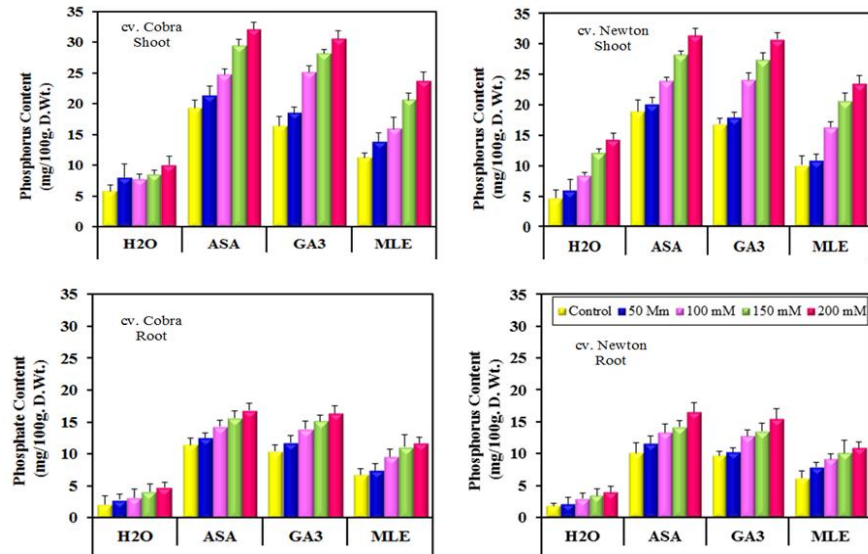 cv. Cobra
Shoot
Phosphorus Content
(mg/100g. D.Wt.)
35
30
25
20
15
10
5
0
H2O ASA GA3 MLE
cv. Newton
Shoot
Phosphorus Content
(mg/100g. D.Wt.)
35
30
25
20
15
10
5
0
H2O ASA GA3 MLE
cv. Cobra
Root
Phosphate Content
(mg/100g. D.Wt.)
35
30
25
20
15
10
5
0
H2O ASA GA3 MLE
Control 50 Mm 100 mM 150 mM 200 mM
cv. Newton
Root
Phosphorus Content
(mg/100g. D.Wt.)
35
30
25
20
15
10
5
0
H2O ASA GA3 MLE